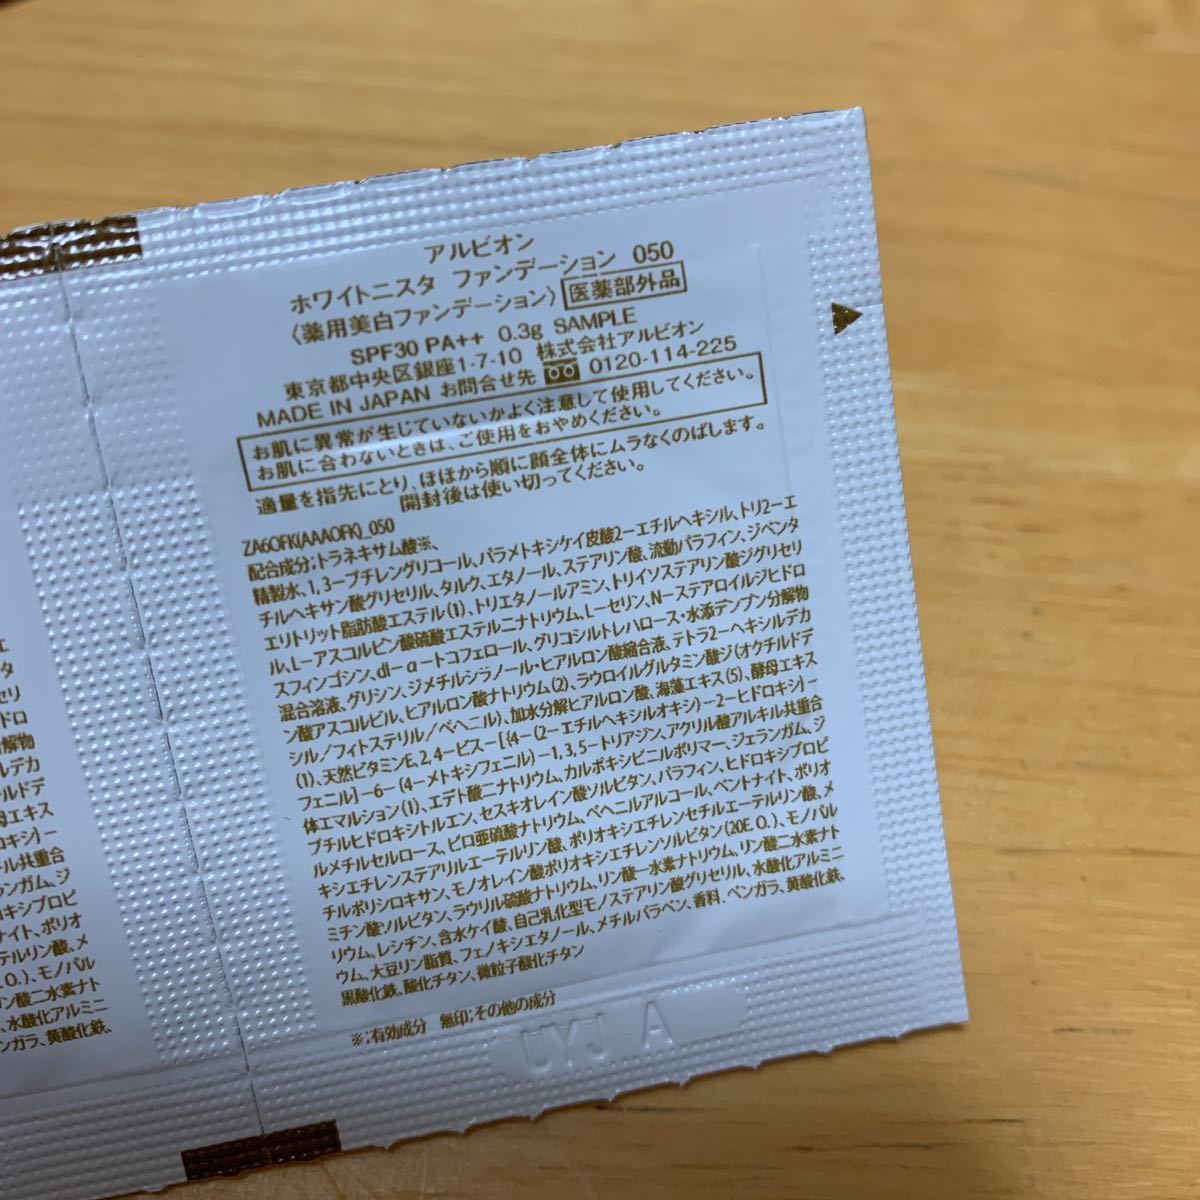 アルビオン
ホワイトニスタ ファンデーション 050
〈薬用美白ファンデーション〉 医薬部外品
SPF30 PA++ 0.3g SAMPLE
東京都中央区銀座1-7-10 株式会社アルビオン
MADE IN JAPAN お問合せ先 0120-114-225
お肌に異常が生じていないかよく注意して使用してください。
お肌に合わないときは、ご使用をおやめください。
適量を指先にとり、ほほから順に顔全体にムラなくのばします。
開封後は使い切ってください。
ZA6OFK(AAAOFK)_050
配合成分;トラネキサム酸※、
精製水、1,3-ブチレングリコール、パラメトキシケイ皮酸2-エチルヘキシル、トリ2-エ
チルヘキサン酸グリセリル、タルク、エタノール、ステアリン酸、流動パラフィン、ジペンタ
エリトリット脂肪酸エステル(1)、トリエタノールアミン、トリイソステアリン酸ジグリセリ
ル、L-アスコルビン酸硫酸エステル二ナトリウム、L-セリン、N-ステアロイルジヒドロ
スフィンゴシン、dl-α-トコフェロール、グリコシルトレハロース・水添デンプン分解物
混合溶液、グリシン、ジメチルシラノール・ヒアルロン酸縮合液、テトラ2-ヘキシルデカ
ン酸アスコルビル、ヒアルロン酸ナトリウム(2)、ラウロイルグルタミン酸ジ(オクチルドデ
シル/フィトステリル/ベヘニル)、加水分解ヒアルロン酸、海藻エキス(5)、酵母エキス
(1)、天然ビタミンE、2,4-ビス-[{4-(2-エチルヘキシルオキシ)-2-ヒドロキシ}-
フェニル]-6-(4-メトキシフェニル)-1,3,5-トリアジン、アクリル酸アルキル共重合
体エマルション(1)、エデト酸二ナトリウム、カルボキシビニルポリマー、ジェランガム、ジ
ブチルヒドロキシトルエン、セスキオレイン酸ソルビタン、パラフィン、ヒドロキシプロピ
ルメチルセルロース、ピロ亜硫酸ナトリウム、ベヘニルアルコール、ベントナイト、ポリオ
キシエチレンステアリルエーテルリン酸、ポリオキシエチレンセチルエーテルリン酸、メ
チルポリシロキサン、モノオレイン酸ポリオキシエチレンソルビタン(20E.O.)、モノパル
ミチン酸ソルビタン、ラウリル硫酸ナトリウム、リン酸一水素ナトリウム、リン酸二水素ナト
リウム、レシチン、含水ケイ酸、自己乳化型モノステアリン酸グリセリル、水酸化アルミニ
ウム、大豆リン脂質、フェノキシエタノール、メチルパラベン、香料、ベンガラ、黄酸化鉄、
黒酸化鉄、酸化チタン、微粒子酸化チタン
※;有効成分 無印;その他の成分